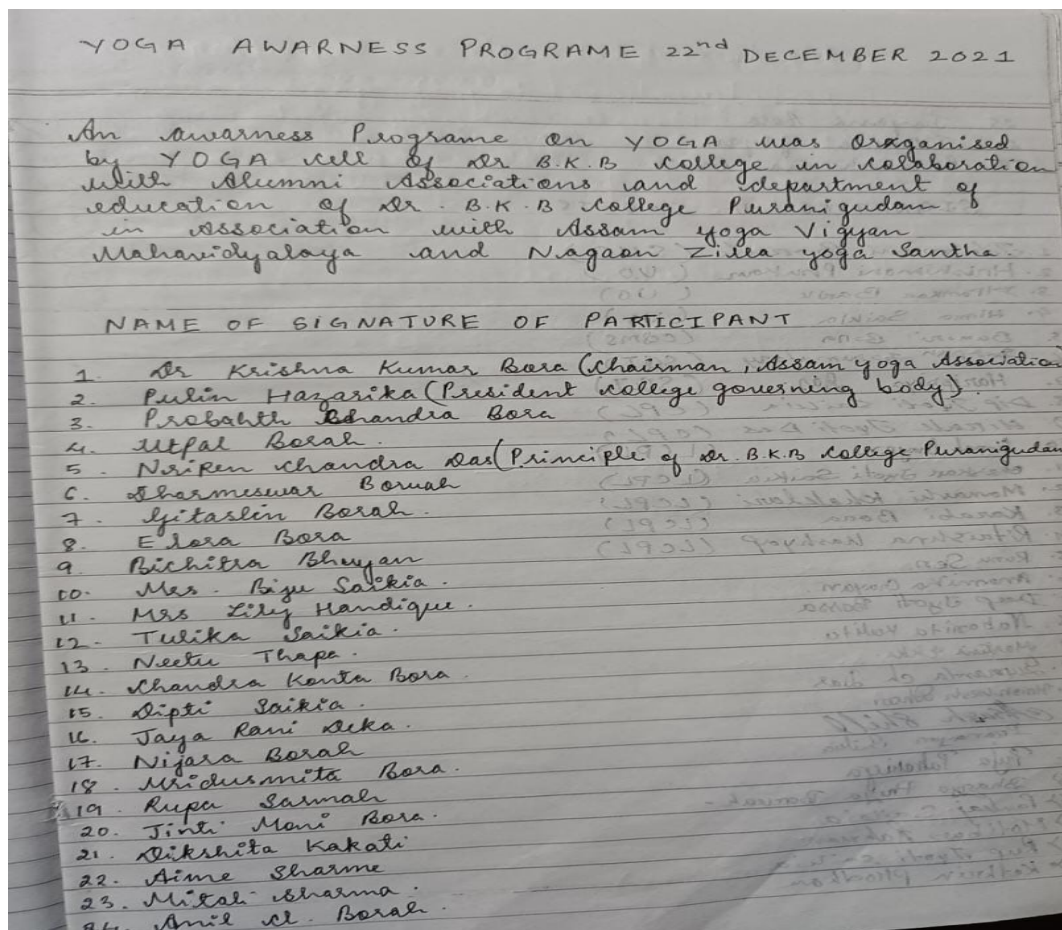 YOGA AWARNESS PROGRAME 22nd DECEMBER 2021
An awarness Programe on YOGA was oraganised
by YOGA cell of Dr B.K.B college in colaboration
with Alumni Associations and department of
education of Dr. B.K.B college Puranigudam
in Association with Assam yoga Vigyan
Mahavidyalaya and Nagaon Zilla yoga Santha.
NAME OF SIGNATURE OF PARTICIPANT
1. Dr Krishna Kumar Bora (Chairman, Assam yoga Association
2. Pulin Hazarika (President college governing body).
3. Probahth Chandra Bora
4. Utpal Borah.
5. Nripen chandra Das (Principle of Dr. B.K.B college Puranigudam
6. Dharmeswar Boruah
7. Gitaslin Borah.
8. Elora Bora
9. Bichitra Bhuyan
10. Mrs. Biju Saikia.
11. Mrs Lily Handique.
12. Tulika Saikia.
13. Neetu Thapa.
14. Chandra Kanta Bora.
15. Dipti Saikia.
16. Jaya Rani Deka.
17. Nijara Borah
18. Mridusmita Bora.
19. Rupa Sarmah
20. Jinti Moni Bora.
21. Dikshita Kakati
22. Aime Sharme
23. Mitali Sharma.
24. Anil cl. Borah.